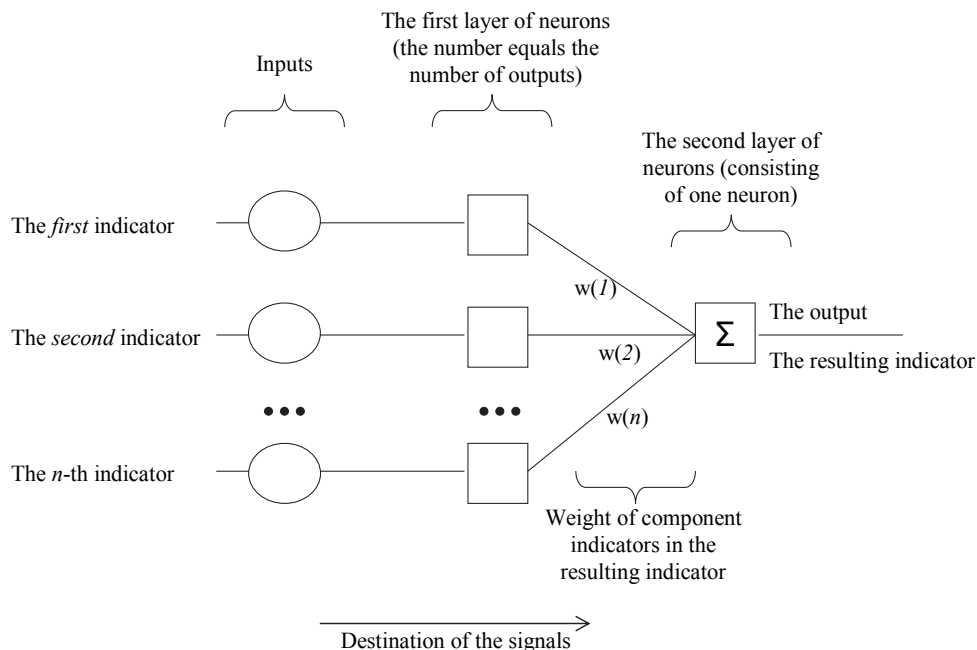 The first layer of neurons
(the number equals the
number of outputs)
Inputs
The second layer of
neurons (consisting
of one neuron)
The first indicator
w(1)
The second indicator
w(2)
Σ
The output
The resulting indicator
•••
•••
w(n)
The n-th indicator
Weight of component
indicators in the
resulting indicator
Destination of the signals